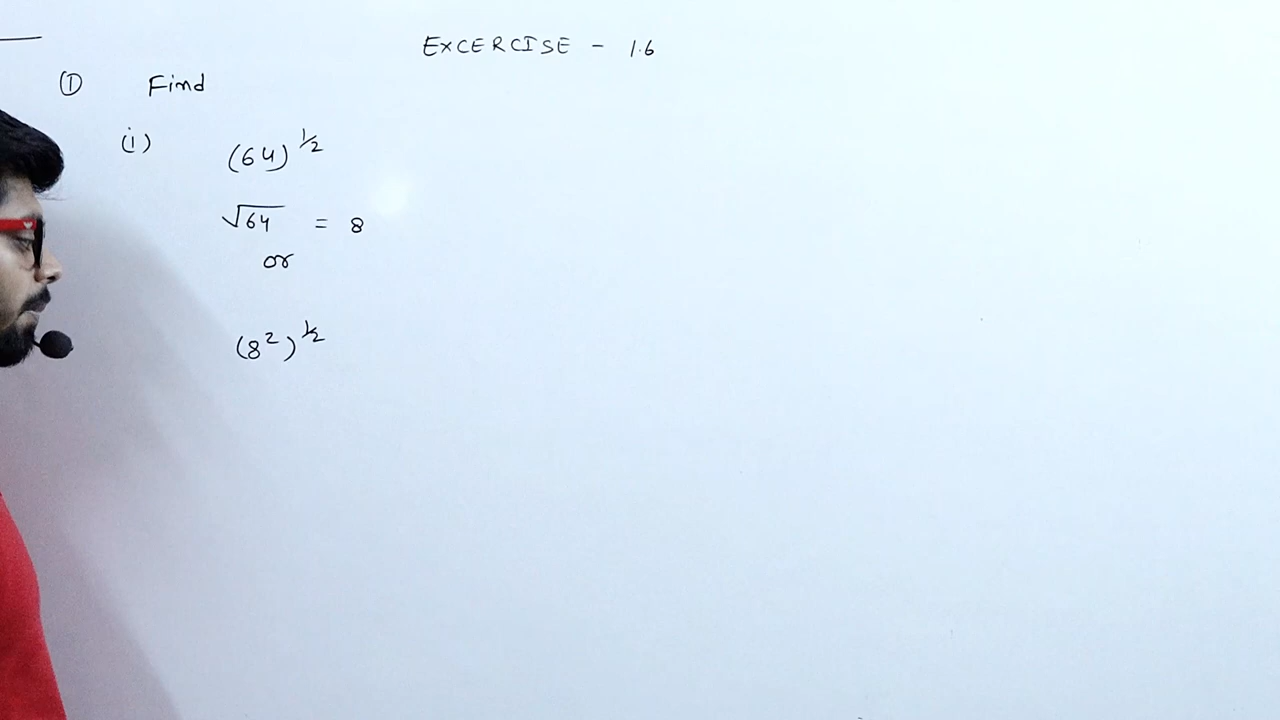 EXCERCISE - 1.6
① Find
(i) (64)^½
√64 = 8
or
(8²)^½